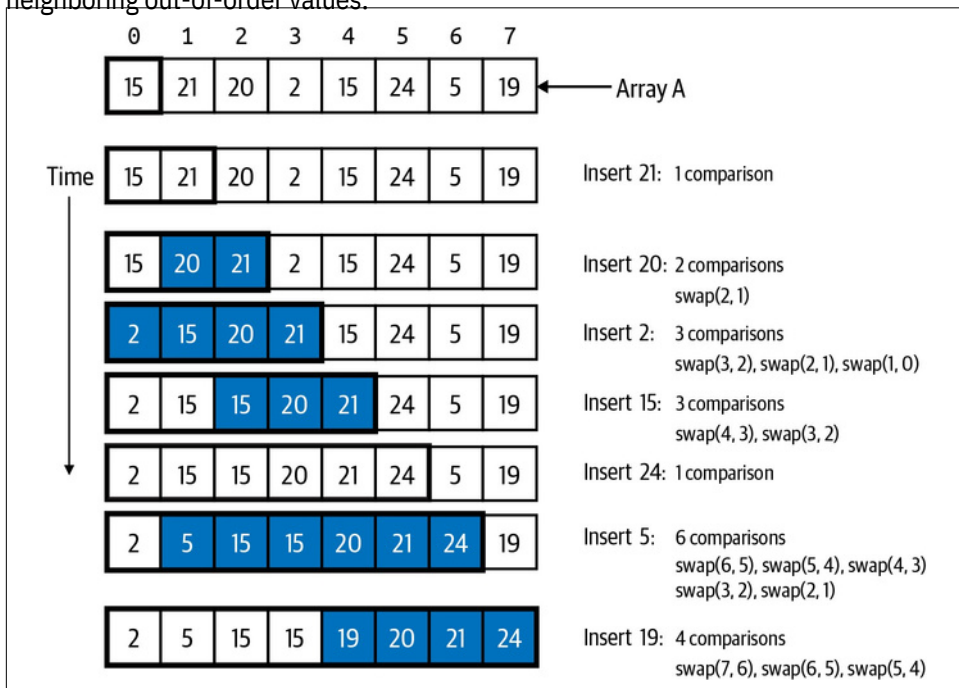 neighboring out-of-order values.
0 1 2 3 4 5 6 7
15 21 20 2 15 24 5 19 Array A
Time 15 21 20 2 15 24 5 19 Insert 21: 1 comparison
15 20 21 2 15 24 5 19 Insert 20: 2 comparisons
swap(2, 1)
2 15 20 21 15 24 5 19 Insert 2: 3 comparisons
swap(3, 2), swap(2, 1), swap(1, 0)
2 15 15 20 21 24 5 19 Insert 15: 3 comparisons
swap(4, 3), swap(3, 2)
2 15 15 20 21 24 5 19 Insert 24: 1 comparison
2 5 15 15 20 21 24 19 Insert 5: 6 comparisons
swap(6, 5), swap(5, 4), swap(4, 3)
swap(3, 2), swap(2, 1)
2 5 15 15 19 20 21 24 Insert 19: 4 comparisons
swap(7, 6), swap(6, 5), swap(5, 4)